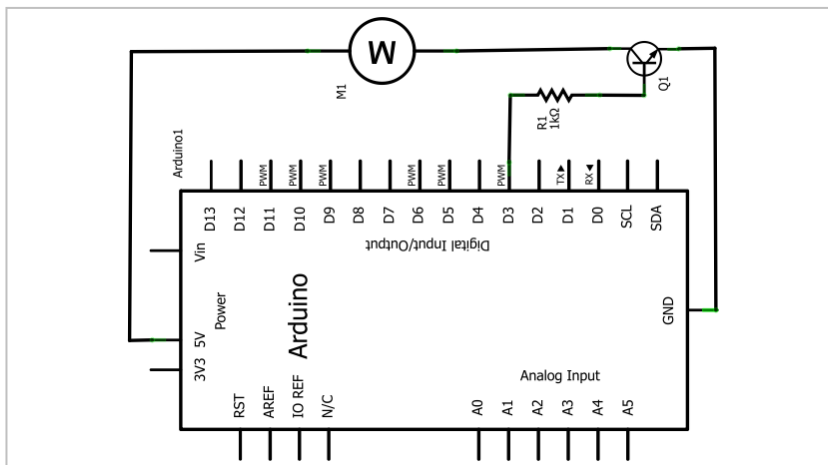 M
M1
Q1
R1
1kΩ
Arduino1
PWM
PWM
PWM
PWM
PWM
PWM
TX▶
RX◀
D13
D12
D11
D10
D9
D8
D7
D6
D5
D4
D3
D2
D1
D0
SCL
SDA
Digital Input/Output
Vin
Power
5V
3V3
Arduino
GND
Analog Input
RST
AREF
IO REF
N/C
A0
A1
A2
A3
A4
A5